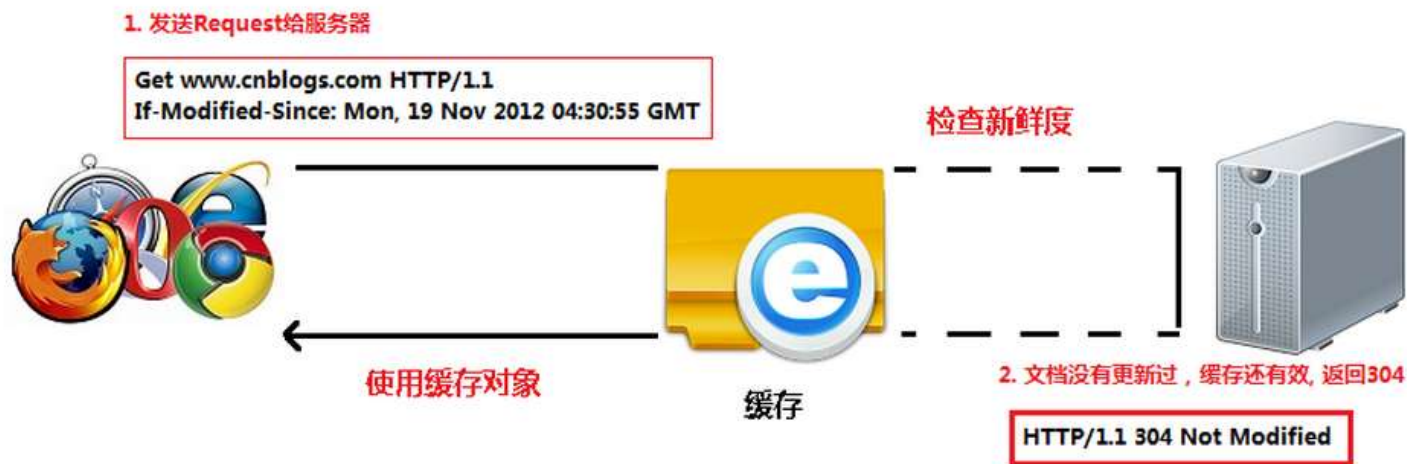 1. 发送Request给服务器
Get www.cnblogs.com HTTP/1.1
If-Modified-Since: Mon, 19 Nov 2012 04:30:55 GMT
检查新鲜度
使用缓存对象
缓存
2. 文档没有更新过，缓存还有效, 返回304
HTTP/1.1 304 Not Modified